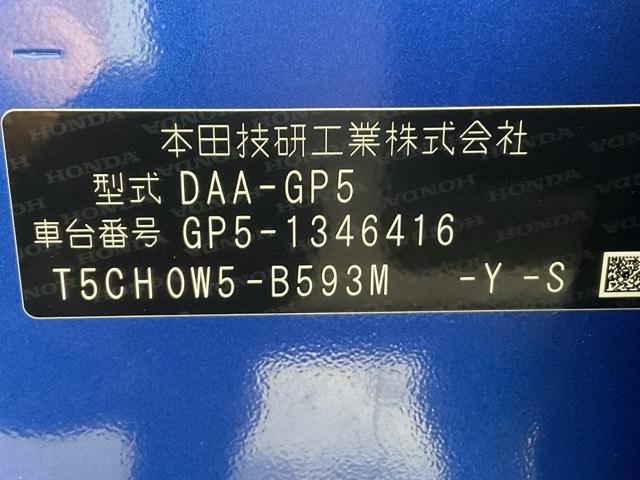 本田技研工業株式会社
型式 DAA-GP5
車台番号 GP5-1346416
T5CH0W5-B593M -Y -S